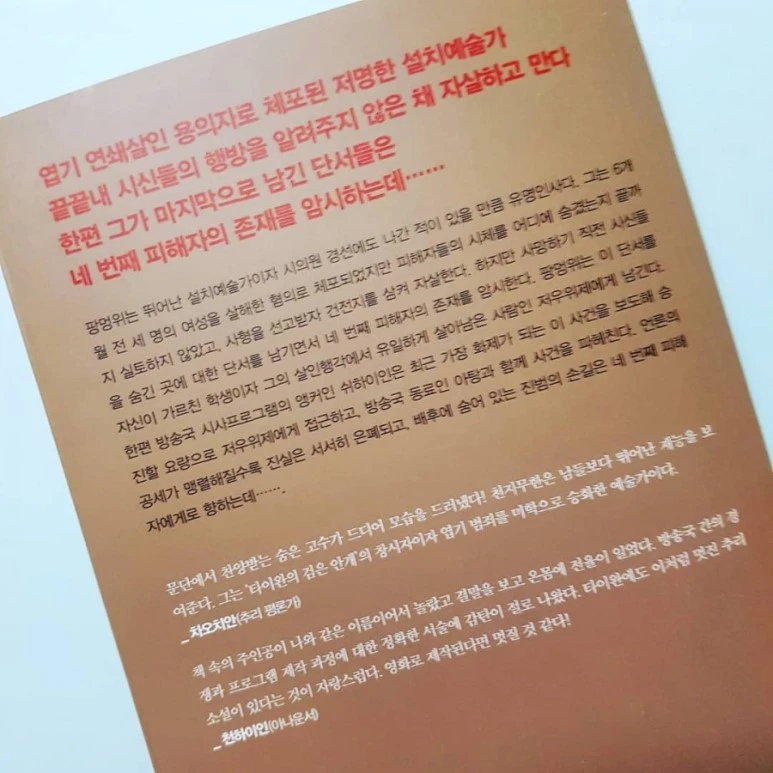 엽기 연쇄살인 용의자로 체포된 저명한 설치예술가
끝끝내 시신들의 행방을 알려주지 않은 채 자살하고 만다
한편 그가 마지막으로 남긴 단서들은
네 번째 피해자의 존재를 암시하는데……
팡멍위는 뛰어난 설치예술가이자 시의원 경선에도 나간 적이 있을 만큼 유명인사다. 그는 6개
월 전 세 명의 여성을 살해한 혐의로 체포되었지만 피해자들의 시체를 어디에 숨겼는지 끝까
지 실토하지 않았고, 사형을 선고받자 건전지를 삼켜 자살한다. 하지만 사망하기 직전 시신들
을 숨긴 곳에 대한 단서를 남기면서 네 번째 피해자의 존재를 암시한다. 팡멍위는 이 단서를
자신이 가르친 학생이자 그의 살인행각에서 유일하게 살아남은 사람인 저우위제에게 남긴다.
한편 방송국 시사프로그램의 앵커인 쉬하이인은 최근 가장 화제가 되는 이 사건을 보도해 승
진할 요량으로 저우위제에게 접근하고, 방송국 동료인 아탕과 함께 사건을 파헤친다. 언론의
공세가 맹렬해질수록 진실은 서서히 은폐되고, 배후에 숨어 있는 진범의 손길은 네 번째 피해
자에게로 향하는데…….
문단에서 찬양받는 숨은 고수가 드디어 모습을 드러냈다! 천지무한은 남들보다 뛰어난 재능을 보
여준다. 그는 ‘타이완의 검은 안개’의 창시자이자 엽기 범죄를 미학으로 승화한 예술가이다.
_ 차오치안(추리 평론가)
책 속의 주인공이 나와 같은 이름이어서 놀랐고 결말을 보고 온몸에 전율이 일었다. 방송국 간의 경
쟁과 프로그램 제작 과정에 대한 정확한 서술에 감탄이 절로 나왔다. 타이완에도 이처럼 멋진 추리
소설이 있다는 것이 자랑스럽다. 영화로 제작된다면 멋질 것 같다!
_ 천하이인(아나운서)